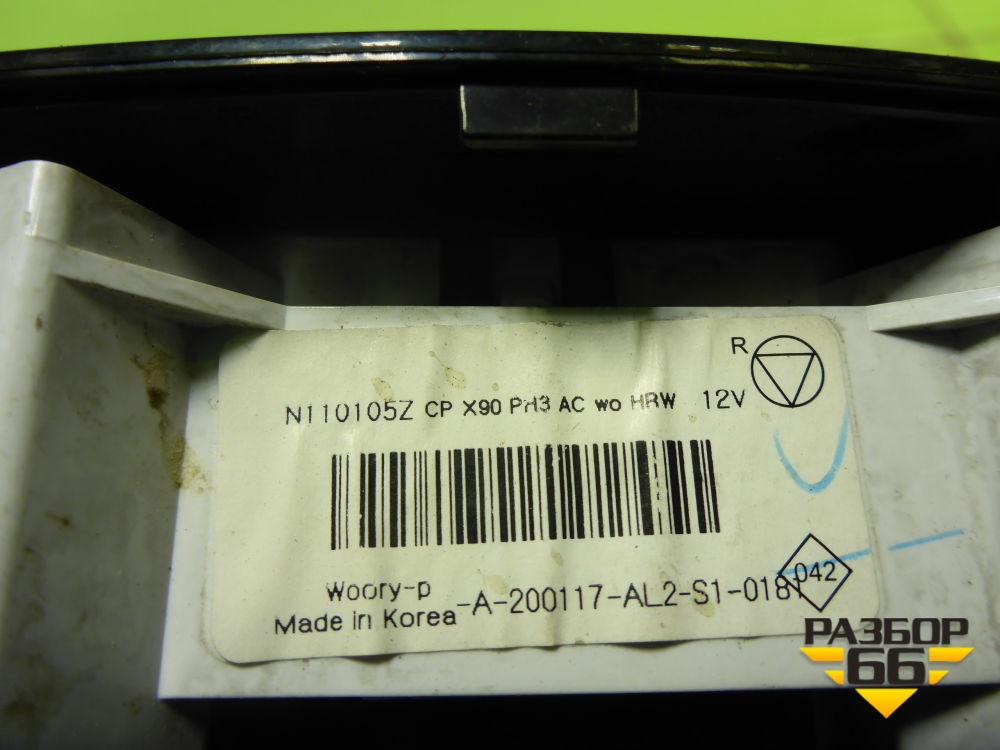 R
N110105Z CP X90 PH3 AC wo HRW 12V
Woory-p
Made in Korea -A-200117-AL2-S1-0181
042
РАЗБОР
66